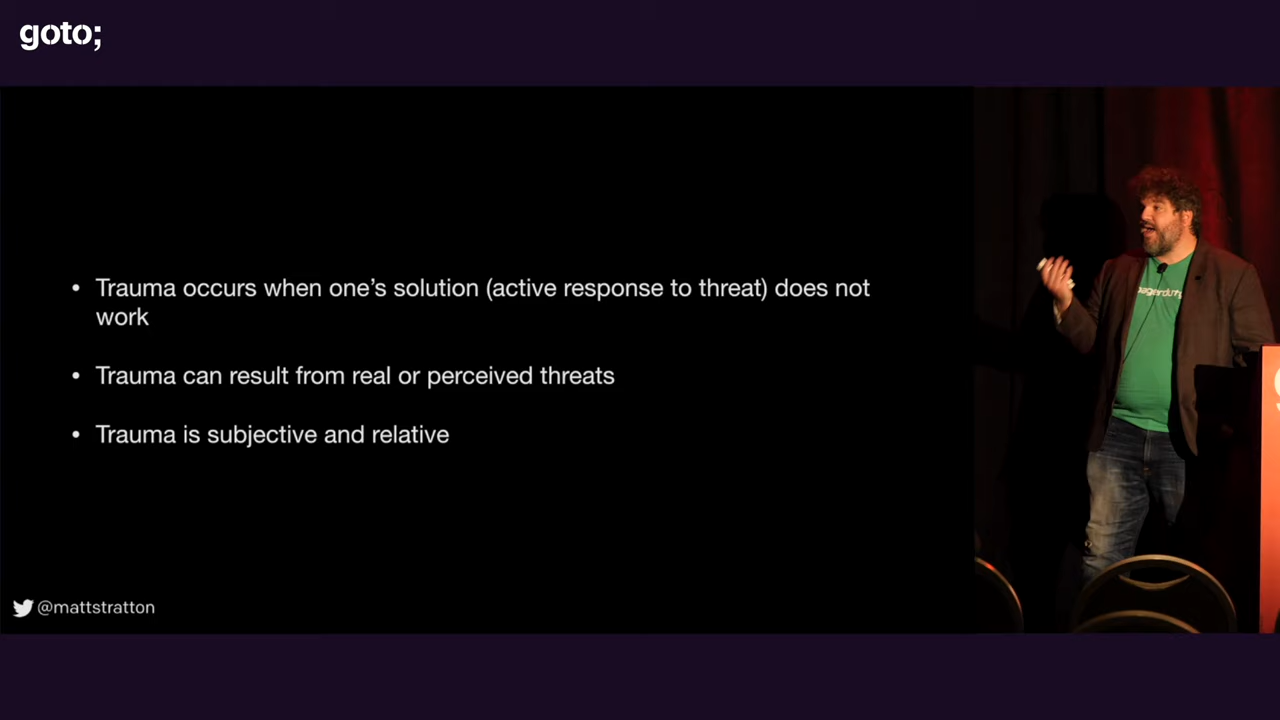 goto;
• Trauma occurs when one’s solution (active response to threat) does not
work
• Trauma can result from real or perceived threats
• Trauma is subjective and relative
@mattstratton
pagerduty